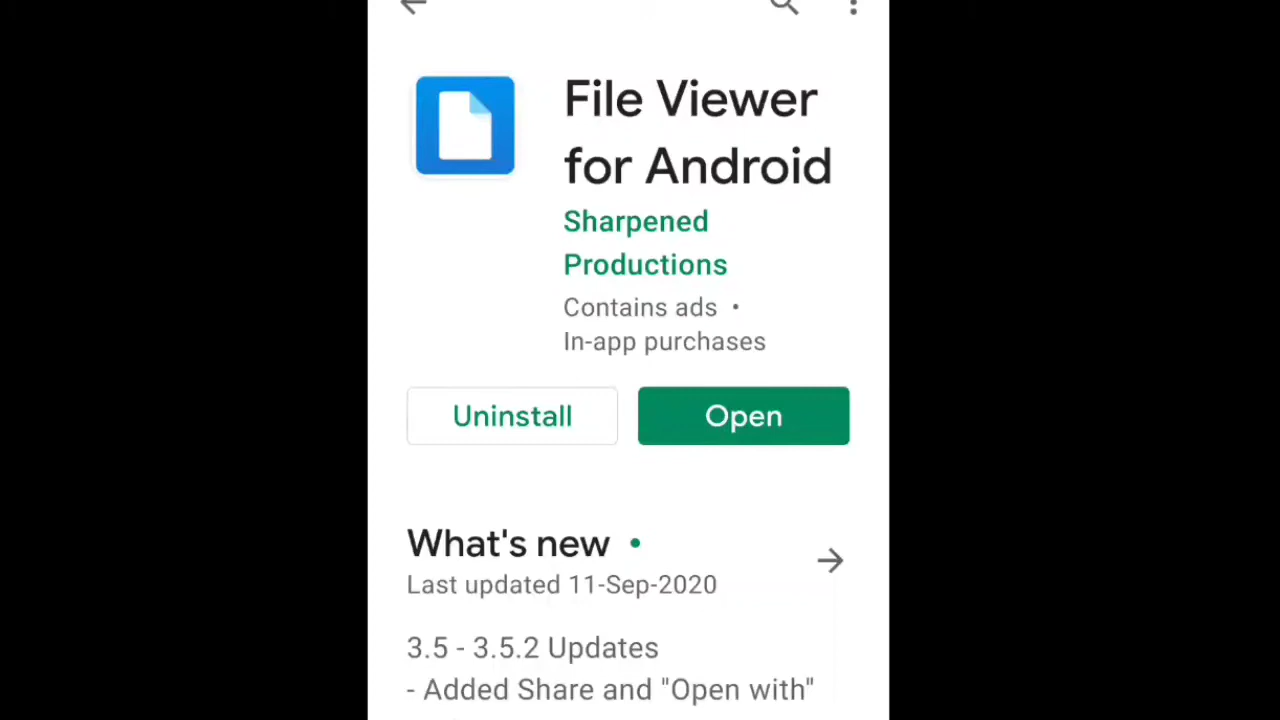 File Viewer
for Android
Sharpened
Productions
Contains ads •
In-app purchases
Uninstall
Open
What's new •
Last updated 11-Sep-2020
3.5 - 3.5.2 Updates
- Added Share and "Open with"